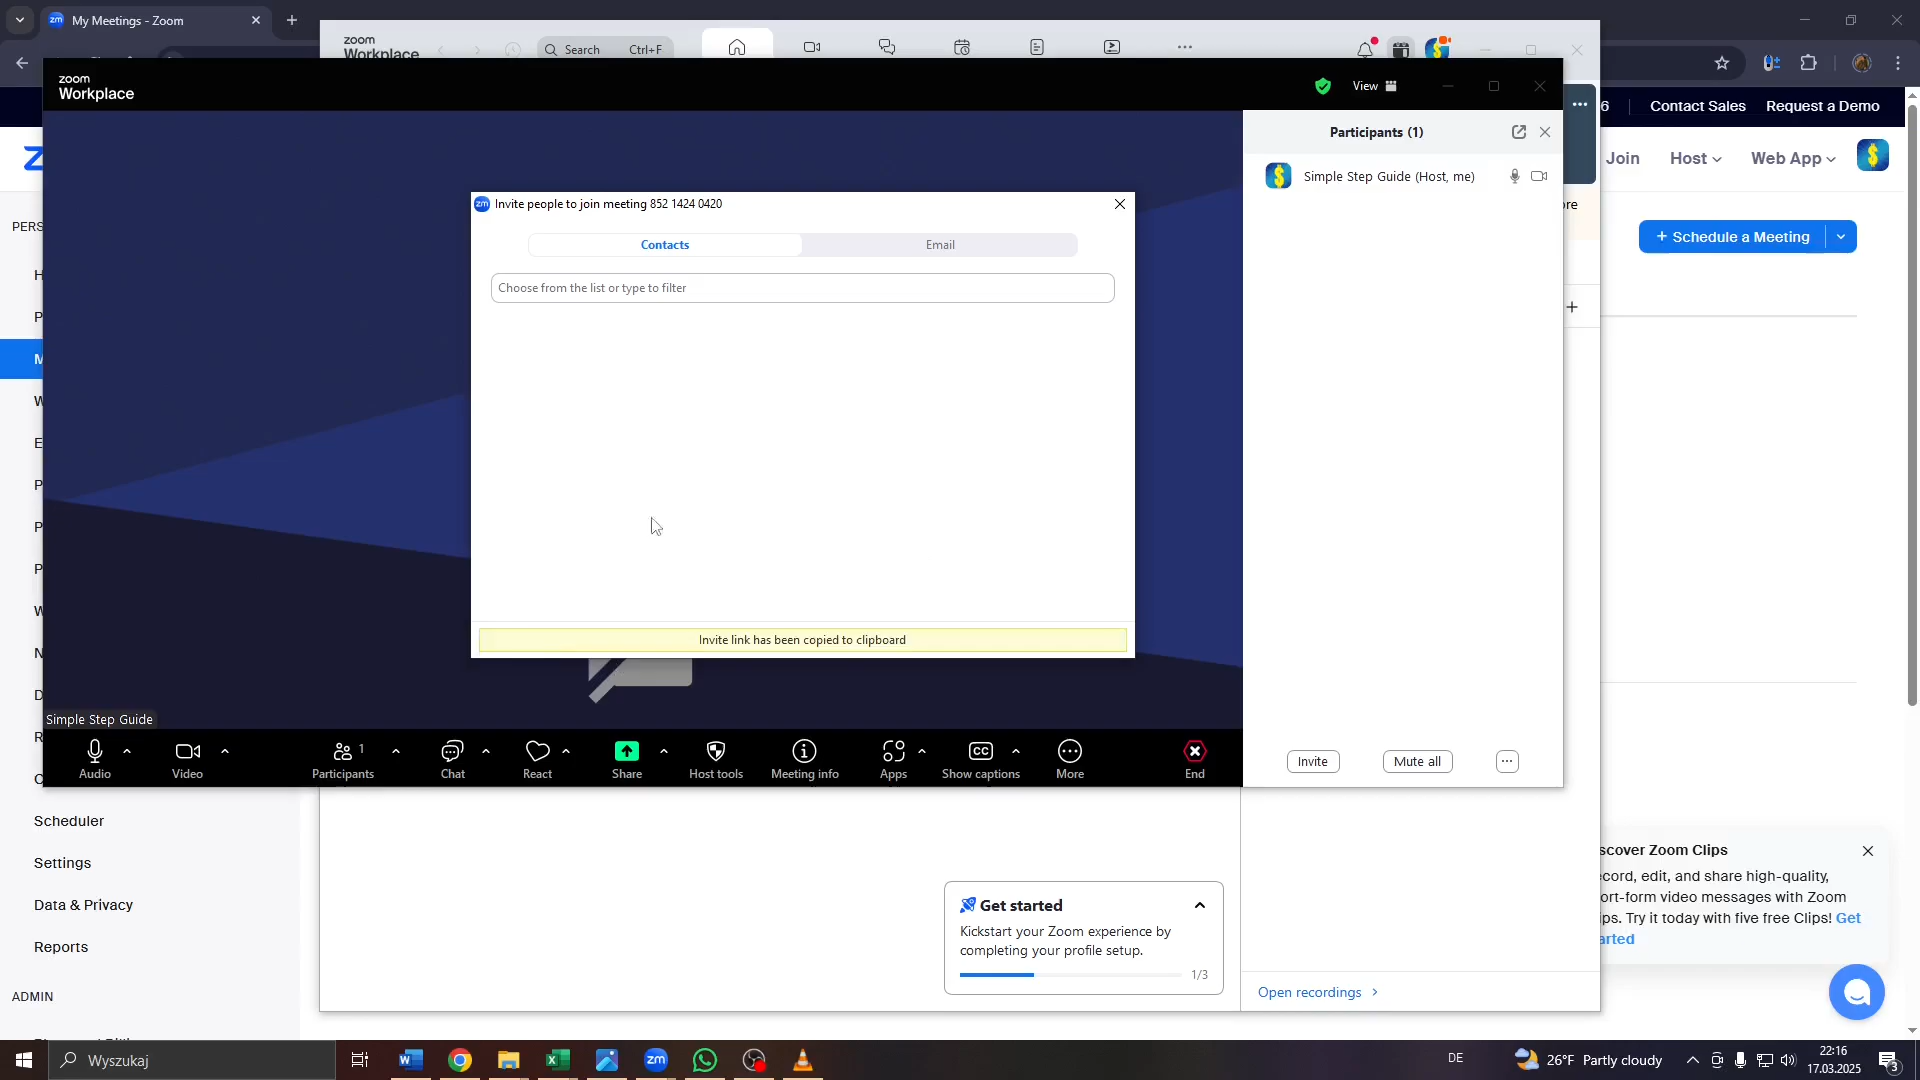 My Meetings - Zoom
zoom
Workplace
Search
Ctrl+F
zoom
Workplace
View
Contact Sales
Request a Demo
Participants (1)
Simple Step Guide (Host, me)
Join
Host
Web App
Invite people to join meeting 852 1424 0420
Contacts
Email
Choose from the list or type to filter
+ Schedule a Meeting
Invite link has been copied to clipboard
Simple Step Guide
Audio
Video
1
Participants
Chat
React
Share
Host tools
Meeting info
Apps
CC
Show captions
More
End
Invite
Mute all
Scheduler
Settings
Data & Privacy
Reports
ADMIN
Get started
Kickstart your Zoom experience by
completing your profile setup.
1/3
Open recordings
scover Zoom Clips
cord, edit, and share high-quality,
ort-form video messages with Zoom
ips. Try it today with five free Clips! Get
arted
Wyszukaj
DE
26°F Partly cloudy
22:16
17.03.2025
3